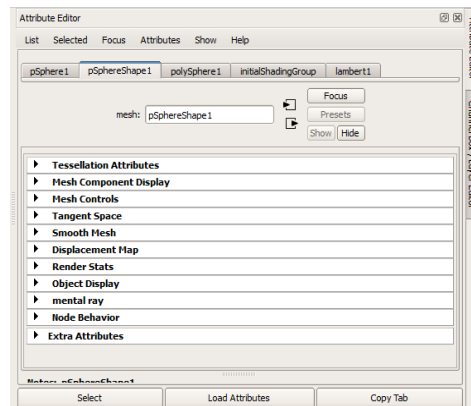 Attribute Editor
List Selected Focus Attributes Show Help
pSphere1 pSphereShape1 polySphere1 initialShadingGroup lambert1
mesh: pSphereShape1
Focus
Presets
Show Hide
Tessellation Attributes
Mesh Component Display
Mesh Controls
Tangent Space
Smooth Mesh
Displacement Map
Render Stats
Object Display
mental ray
Node Behavior
Extra Attributes
Notes: pSphereShape1
Select Load Attributes Copy Tab